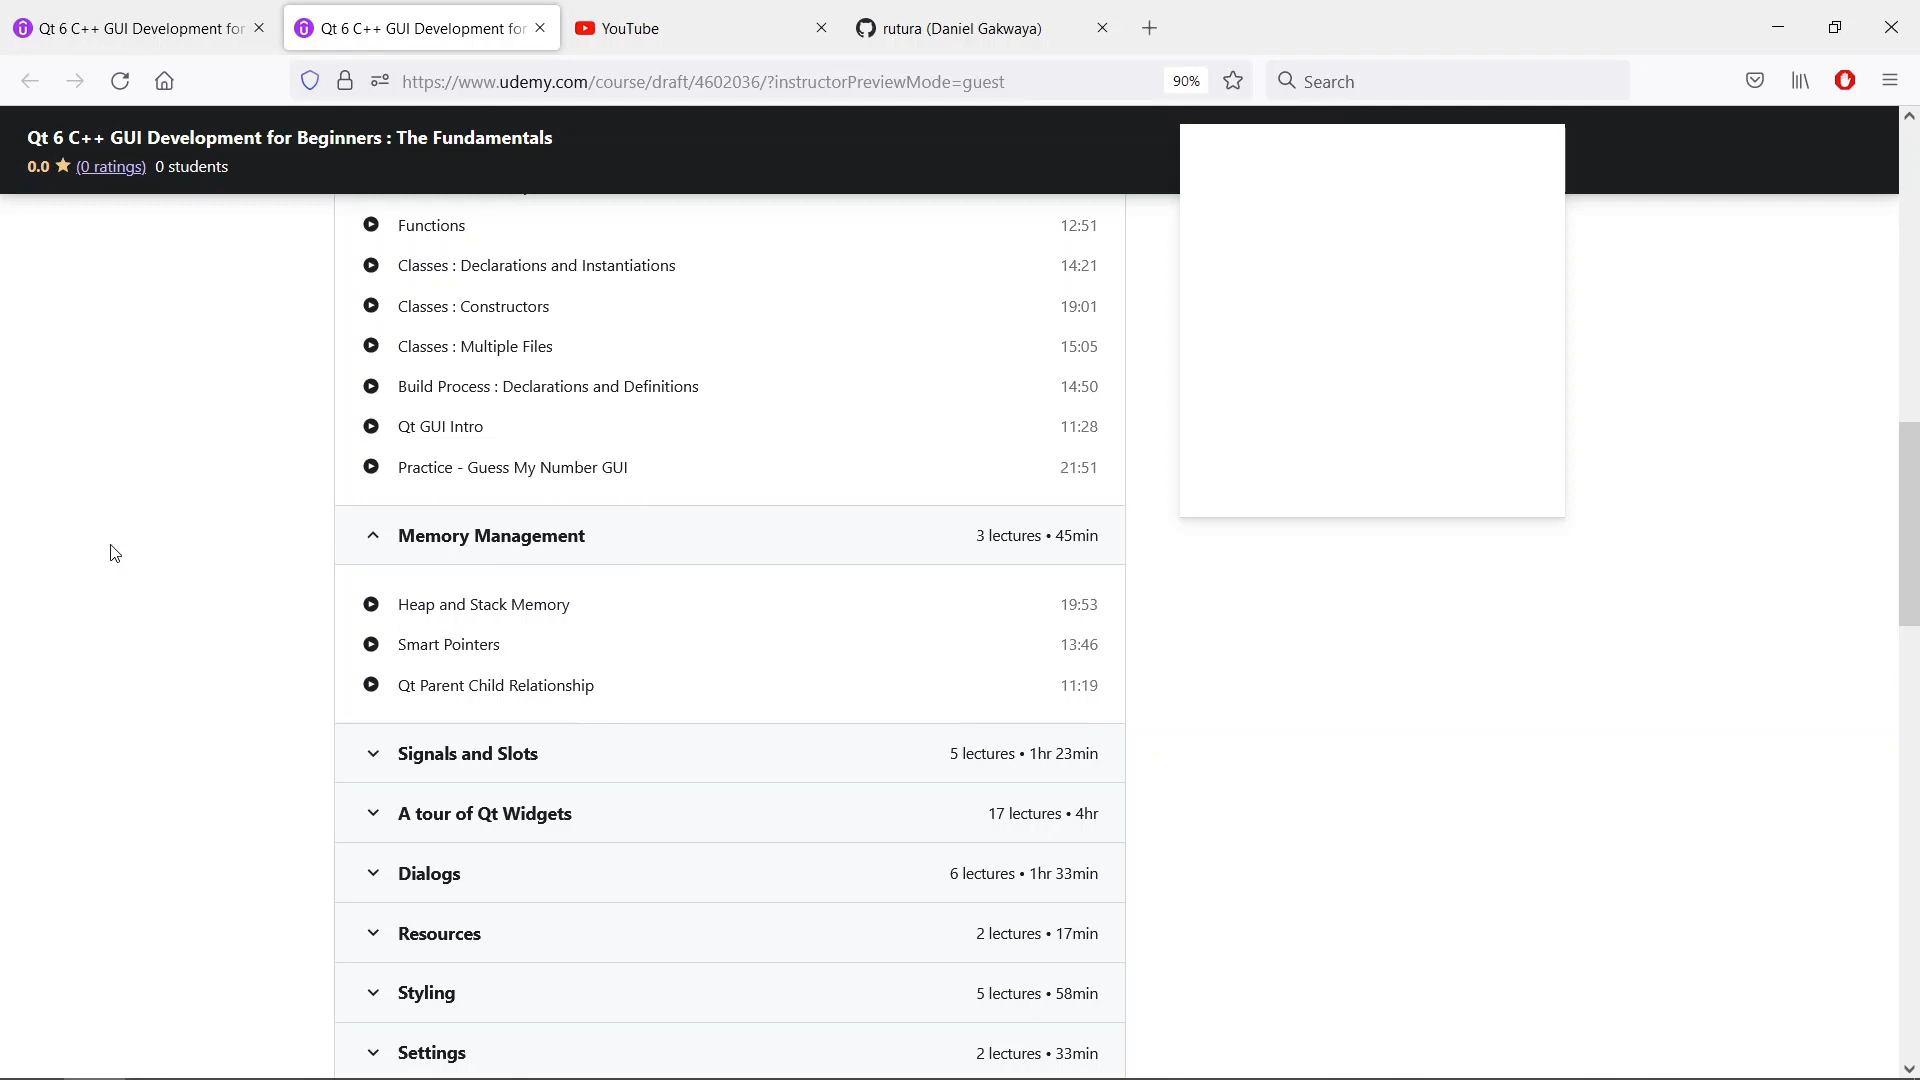 Qt 6 C++ GUI Development for
Qt 6 C++ GUI Development for
YouTube
rutura (Daniel Gakwaya)
https://www.udemy.com/course/draft/4602036/?instructorPreviewMode=guest
90%
Search
Qt 6 C++ GUI Development for Beginners : The Fundamentals
0.0 (0 ratings) 0 students
Functions 12:51
Classes : Declarations and Instantiations 14:21
Classes : Constructors 19:01
Classes : Multiple Files 15:05
Build Process : Declarations and Definitions 14:50
Qt GUI Intro 11:28
Practice - Guess My Number GUI 21:51
Memory Management 3 lectures • 45min
Heap and Stack Memory 19:53
Smart Pointers 13:46
Qt Parent Child Relationship 11:19
Signals and Slots 5 lectures • 1hr 23min
A tour of Qt Widgets 17 lectures • 4hr
Dialogs 6 lectures • 1hr 33min
Resources 2 lectures • 17min
Styling 5 lectures • 58min
Settings 2 lectures • 33min